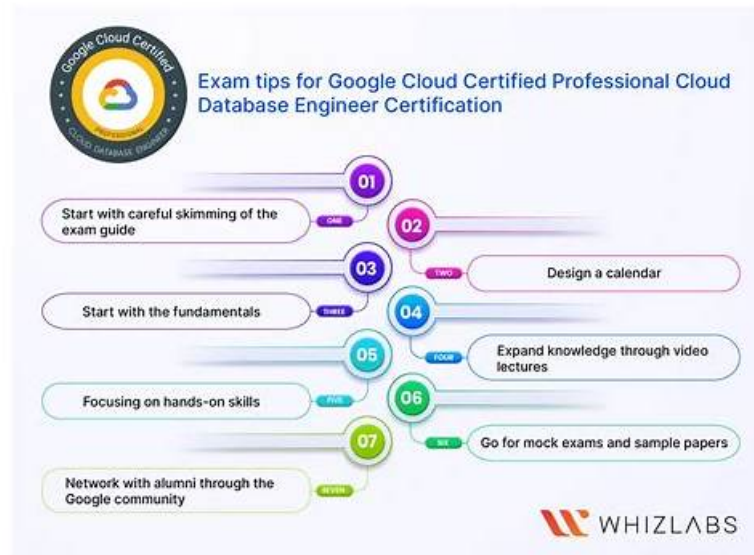 Google Cloud Certified
PROFESSIONAL
CLOUD DATABASE ENGINEER
Exam tips for Google Cloud Certified Professional Cloud
Database Engineer Certification
01
Start with careful skimming of the
exam guide
ONE
02
TWO
Design a calendar
03
Start with the fundamentals
THREE
04
FOUR
Expand knowledge through video
lectures
05
Focusing on hands-on skills
FIVE
06
SIX
Go for mock exams and sample papers
07
Network with alumni through the
Google community
SEVEN
WHIZLABS